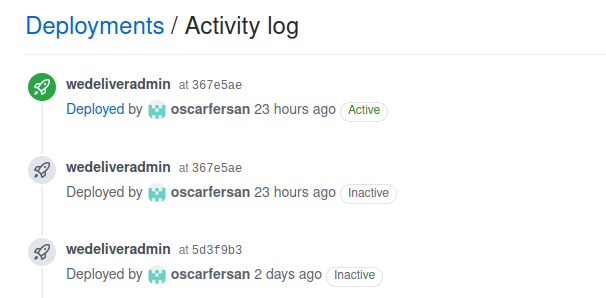 Deployments / Activity log
wedeliveradmin at 367e5ae
Deployed by oscarfersan 23 hours ago Active
wedeliveradmin at 367e5ae
Deployed by oscarfersan 23 hours ago Inactive
wedeliveradmin at 5d3f9b3
Deployed by oscarfersan 2 days ago Inactive